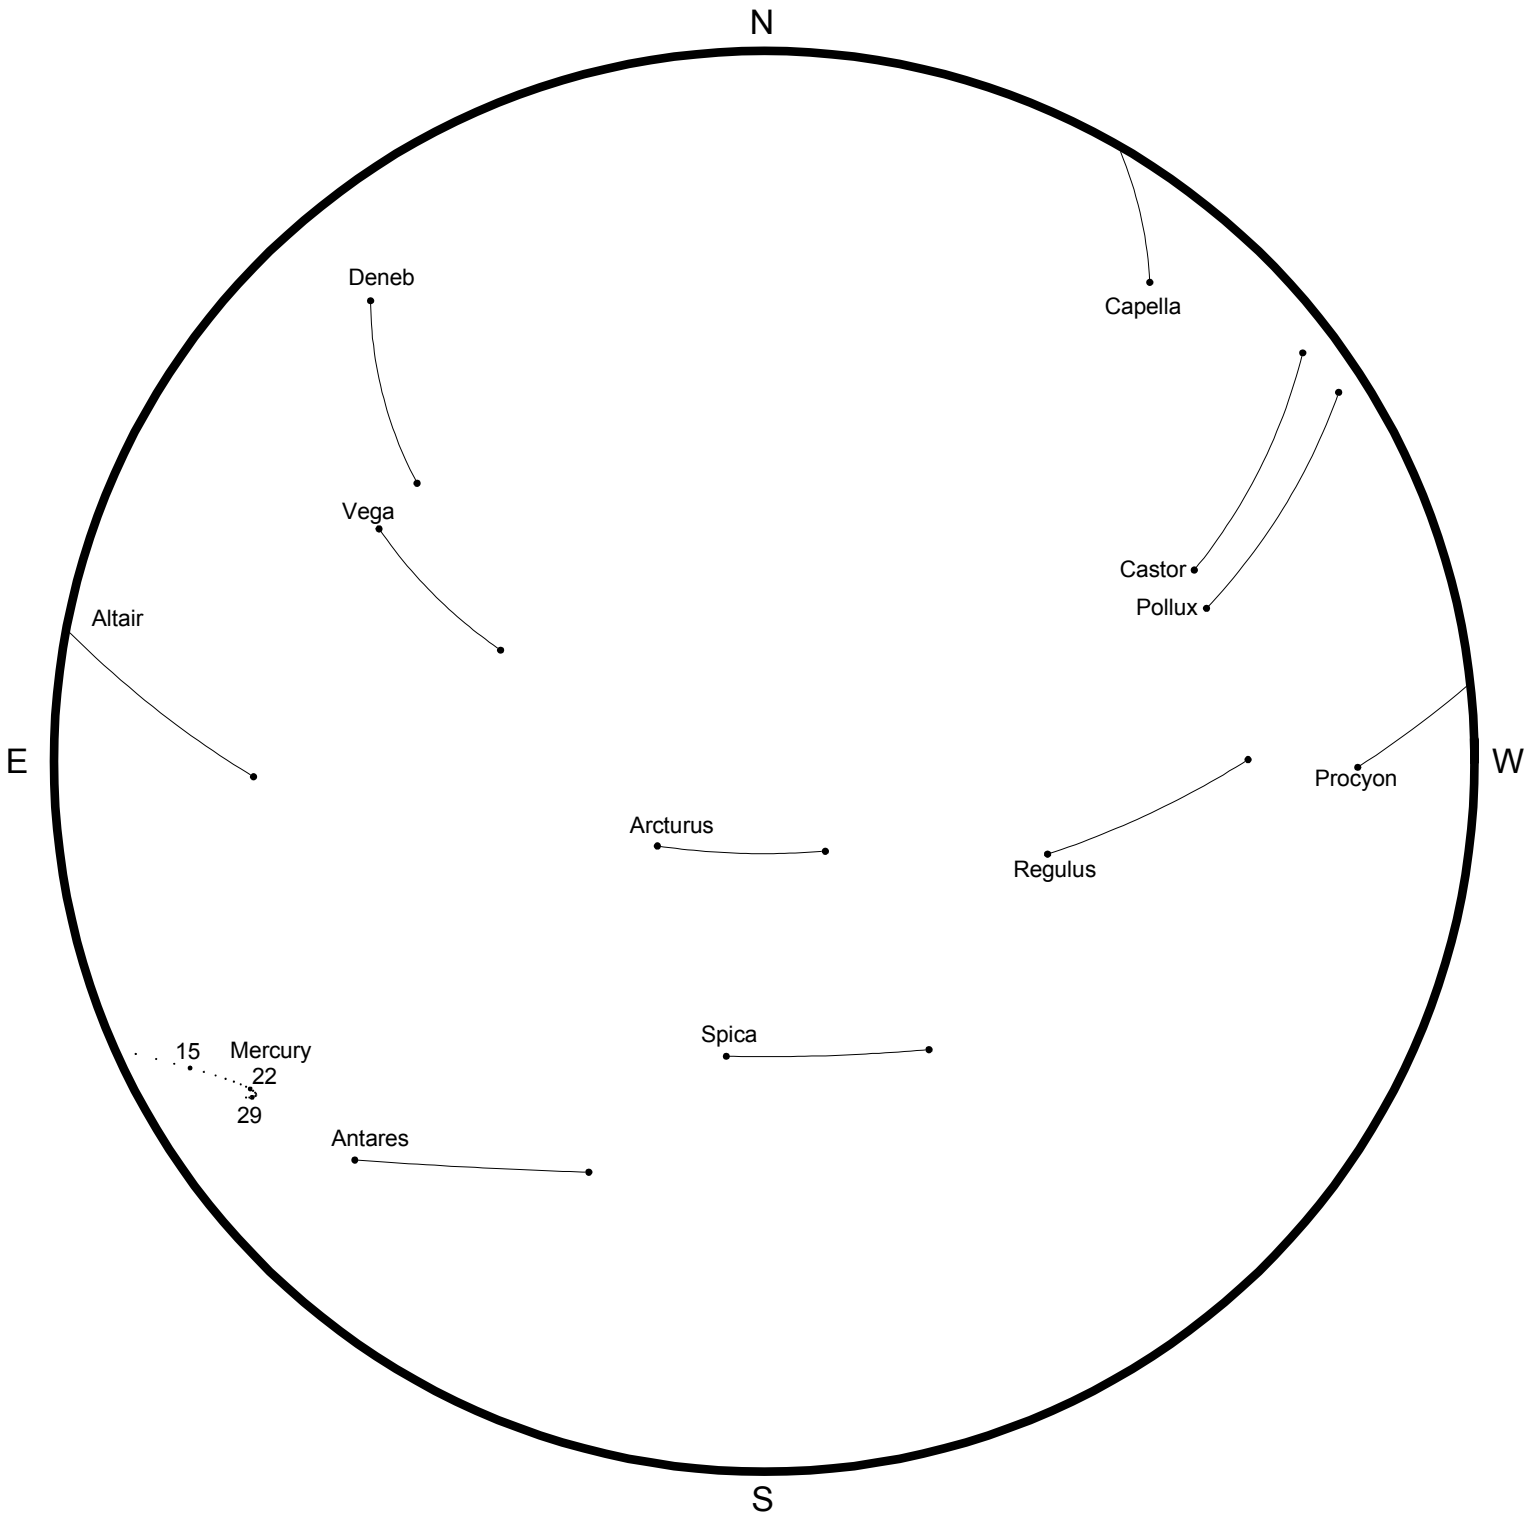 N
Deneb
Capella
Vega
Castor
Pollux
Altair
E
W
Procyon
Arcturus
Regulus
Spica
15
Mercury
22
29
Antares
S